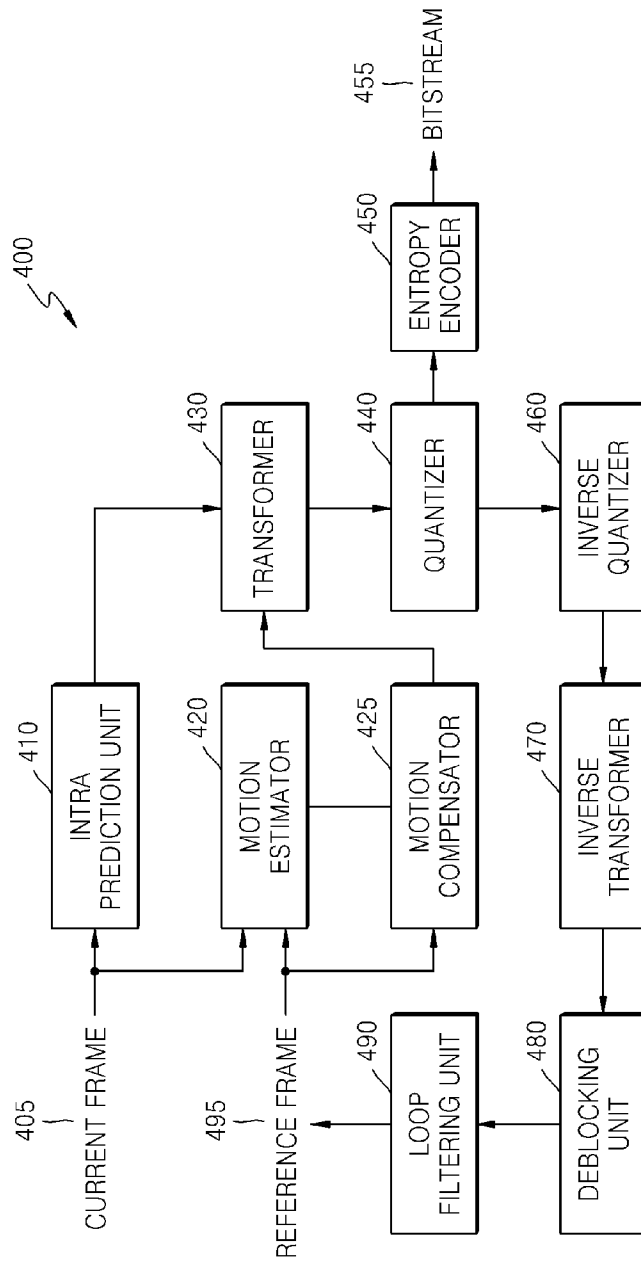 400
405
CURRENT FRAME
410
INTRA
PREDICTION UNIT
420
MOTION
ESTIMATOR
495
REFERENCE FRAME
425
MOTION
COMPENSATOR
430
TRANSFORMER
440
QUANTIZER
450
ENTROPY
ENCODER
455
BITSTREAM
460
INVERSE
QUANTIZER
470
INVERSE
TRANSFORMER
480
DEBLOCKING
UNIT
490
LOOP
FILTERING UNIT